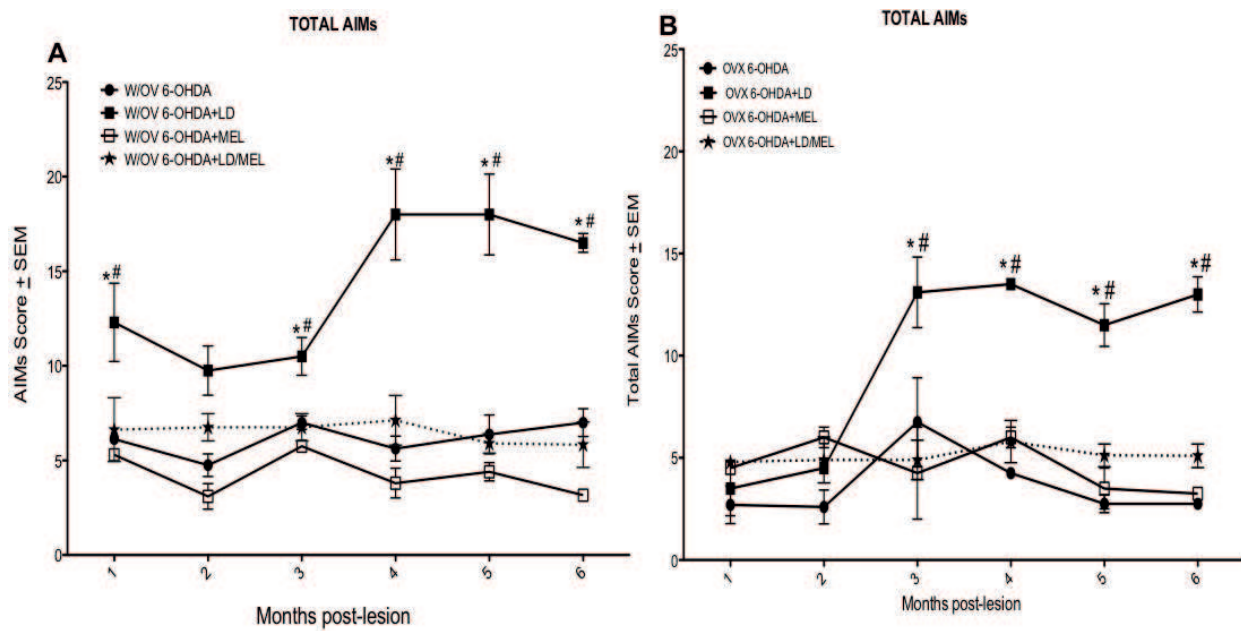 TOTAL AIMs
A
W/OV 6-OHDA
W/OV 6-OHDA+LD
W/OV 6-OHDA+MEL
W/OV 6-OHDA+LD/MEL
AIMs Score ± SEM
25
20
15
10
5
0
*#
*#
*#
*#
*#
1 2 3 4 5 6
Months post-lesion
TOTAL AIMs
B
OVX 6-OHDA
OVX 6-OHDA+LD
OVX 6-OHDA+MEL
OVX 6-OHDA+LD/MEL
Total AIMs Score ± SEM
25
20
15
10
5
0
*#
*#
*#
*#
1 2 3 4 5 6
Months post-lesion